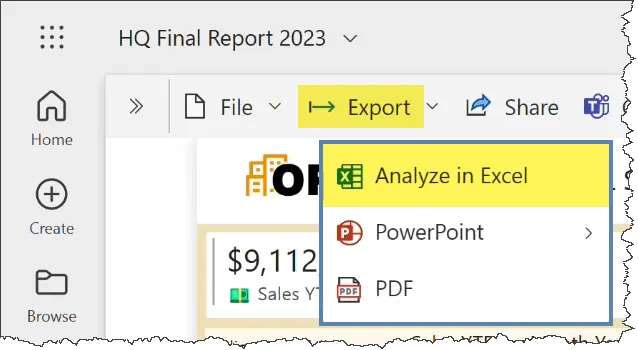 HQ Final Report 2023
File
Export
Share
Home
Analyze in Excel
Create
PowerPoint
$9,112,
PDF
Sales YT
Browse